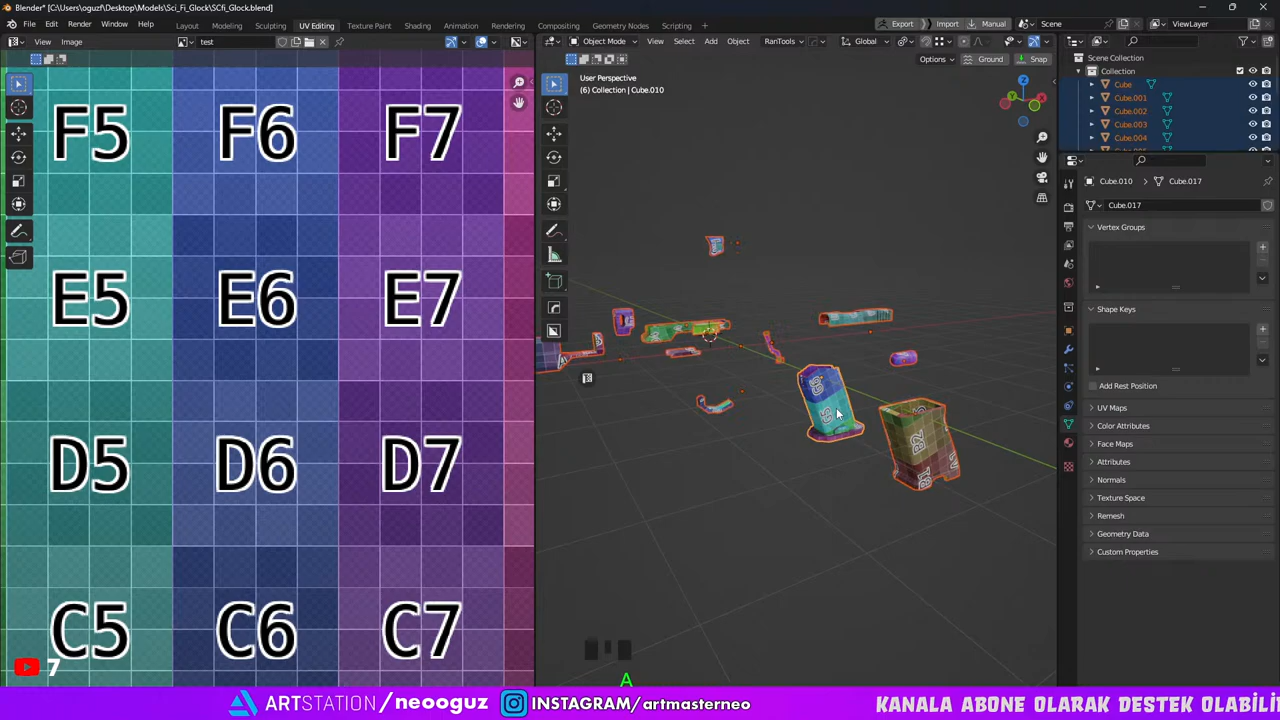 Blender* [C:\Users\oguzf\Desktop\Models\Sci_Fi_Glock\SCfi_Glock.blend]
File Edit Render Window Help Layout Modeling Sculpting UV Editing Texture Paint Shading Animation Rendering Compositing Geometry Nodes Scripting Export Import Manual Scene ViewLayer
View Image test Object Mode View Select Add Object RanTools Global
Options Ground Snap
User Perspective
(6) Collection | Cube.010
Scene Collection
Collection
Cube
Cube.001
Cube.002
Cube.003
Cube.004
Cube.010 Cube.017
Cube.017
Vertex Groups
Shape Keys
Add Rest Position
UV Maps
Color Attributes
Face Maps
Attributes
Normals
Texture Space
Remesh
Geometry Data
Custom Properties
F5 F6 F7
E5 E6 E7
D5 D6 D7
C5 C6 C7
B2
7
A
ARTSTATION/neooguz INSTAGRAM/artmasterneo KANALA ABONE OLARAK DESTEK OLABİLİ